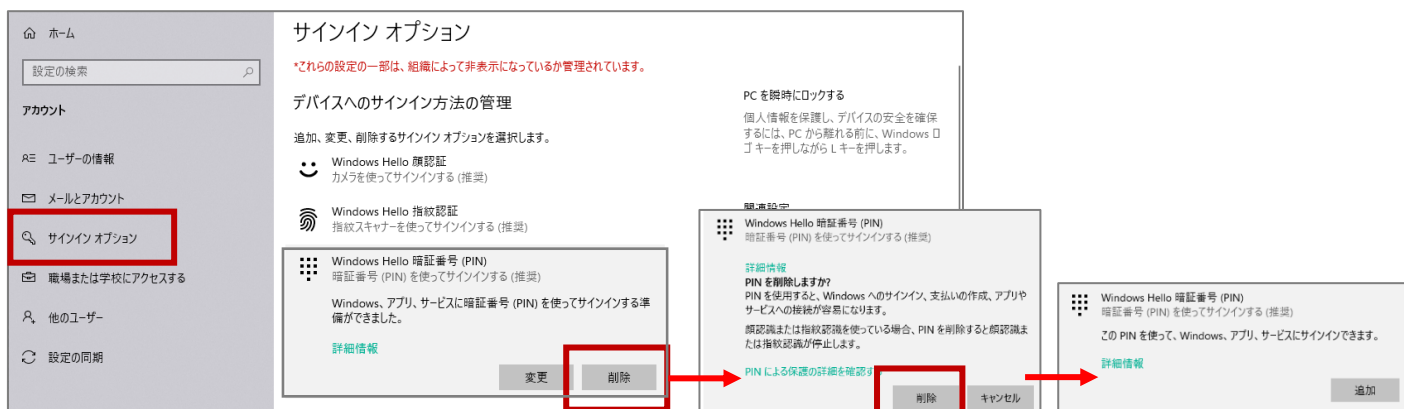 ホーム
設定の検索
アカウント
ユーザーの情報
メールとアカウント
サインイン オプション
職場または学校にアクセスする
他のユーザー
設定の同期
サインイン オプション
*これらの設定の一部は、組織によって非表示になっているか管理されています。
デバイスへのサインイン方法の管理
追加、変更、削除するサインイン オプションを選択します。
Windows Hello 顔認証
カメラを使ってサインインする (推奨)
Windows Hello 指紋認証
指紋スキャナーを使ってサインインする (推奨)
Windows Hello 暗証番号 (PIN)
暗証番号 (PIN) を使ってサインインする (推奨)
Windows、アプリ、サービスに暗証番号 (PIN) を使ってサインインする準
備ができました。
詳細情報
変更
削除
PC を瞬時にロックする
個人情報を保護し、デバイスの安全を確保
するには、PC から離れる前に、Windows ロ
ゴ キーを押しながら L キーを押します。
関連設定
Windows Hello 暗証番号 (PIN)
暗証番号 (PIN) を使ってサインインする (推奨)
詳細情報
PIN を削除しますか?
PIN を使用すると、Windows へのサインイン、支払いの作成、アプリや
サービスへの接続が容易になります。
顔認識または指紋認識を使っている場合、PIN を削除すると顔認識ま
たは指紋認識が停止します。
PIN による保護の詳細を確認す
削除
キャンセル
Windows Hello 暗証番号 (PIN)
暗証番号 (PIN) を使ってサインインする (推奨)
この PIN を使って、Windows、アプリ、サービスにサインインできます。
詳細情報
追加